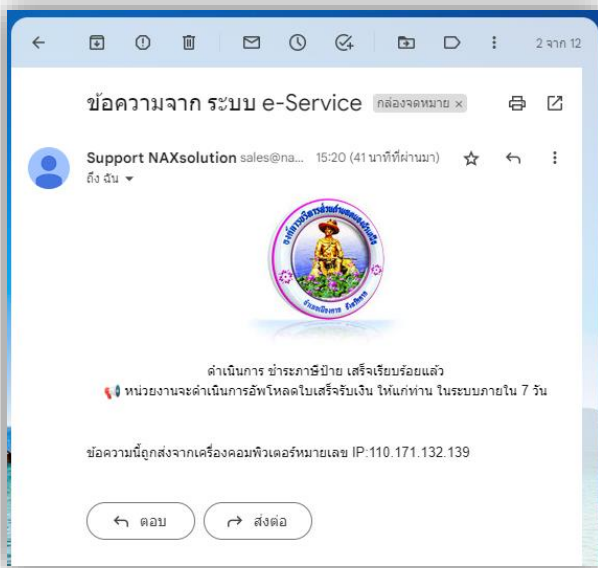 2 จาก 12
ข้อความจาก ระบบ e-Service กล่องจดหมาย ×
Support NAXsolution sales@na... 15:20 (41 นาทีที่ผ่านมา)
ถึง ฉัน
ดำเนินการ ชำระภาษีป้าย เสร็จเรียบร้อยแล้ว
📢 หน่วยงานจะดำเนินการอัพโหลดใบเสร็จรับเงิน ให้แก่ท่าน ในระบบภายใน 7 วัน
ข้อความนี้ถูกส่งจากเครื่องคอมพิวเตอร์หมายเลข IP:110.171.132.139
ตอบ
ส่งต่อ